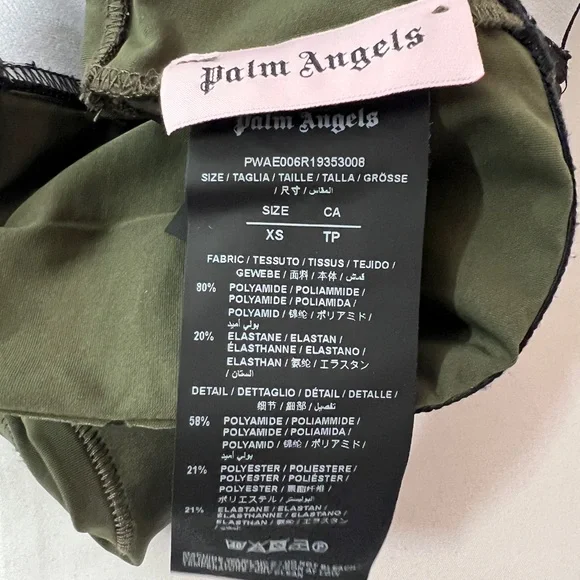 Palm Angels
Palm Angels
PWAE006R19353008
SIZE / TAGLIA / TAILLE / TALLA / GRÖSSE
/ 尺寸 / المقاس /
SIZE CA
XS TP
FABRIC / TESSUTO / TISSUS / TEJIDO /
GEWEBE / 面料 / 本体 / قمش /
80% POLYAMIDE / POLIAMMIDE /
POLYAMIDE / POLIAMIDA /
POLYAMID / 锦纶 / ポリアミド /
بولي أميد /
20% ELASTANE / ELASTAN /
ÉLASTHANNE / ELASTANO /
ELASTHAN / 氨纶 / エラスタン /
الستان /
DETAIL / DETTAGLIO / DÉTAIL / DETALLE /
细节 / 細部 / تفصيل /
58% POLYAMIDE / POLIAMMIDE /
POLYAMIDE / POLIAMIDA /
POLYAMID / 锦纶 / ポリアミド /
بولي أميد /
21% POLYESTER / POLIESTERE /
POLYESTER / POLIÉSTER /
POLYESTER / 聚酯纤维 /
ポリエステル / البوليستر /
21% ELASTANE / ELASTAN /
ÉLASTHANNE / ELASTANO /
ELASTHAN / 氨纶 / エラスタン /